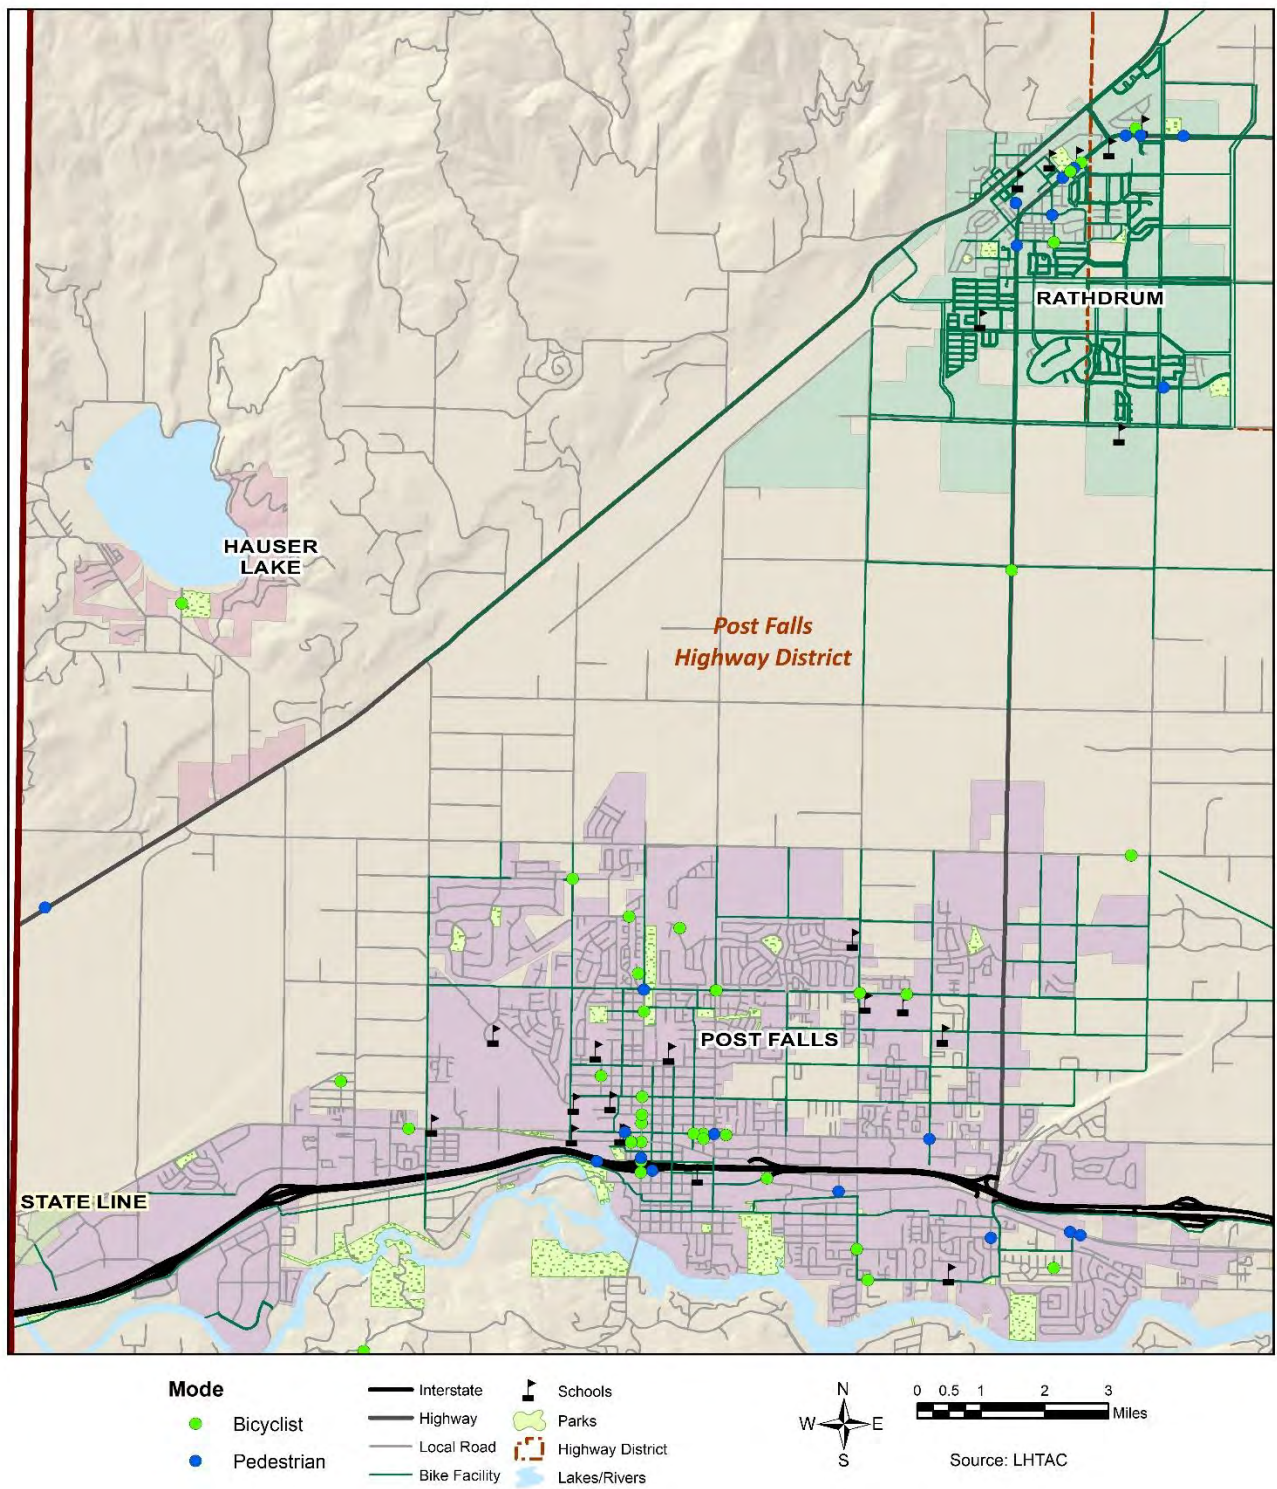 RATHDRUM
HAUSER
LAKE
Post Falls
Highway District
POST FALLS
STATE LINE
Mode
Bicyclist
Pedestrian
Interstate
Highway
Local Road
Bike Facility
Schools
Parks
Highway District
Lakes/Rivers
N
W E
S
0 0.5 1 2 3
Miles
Source: LHTAC